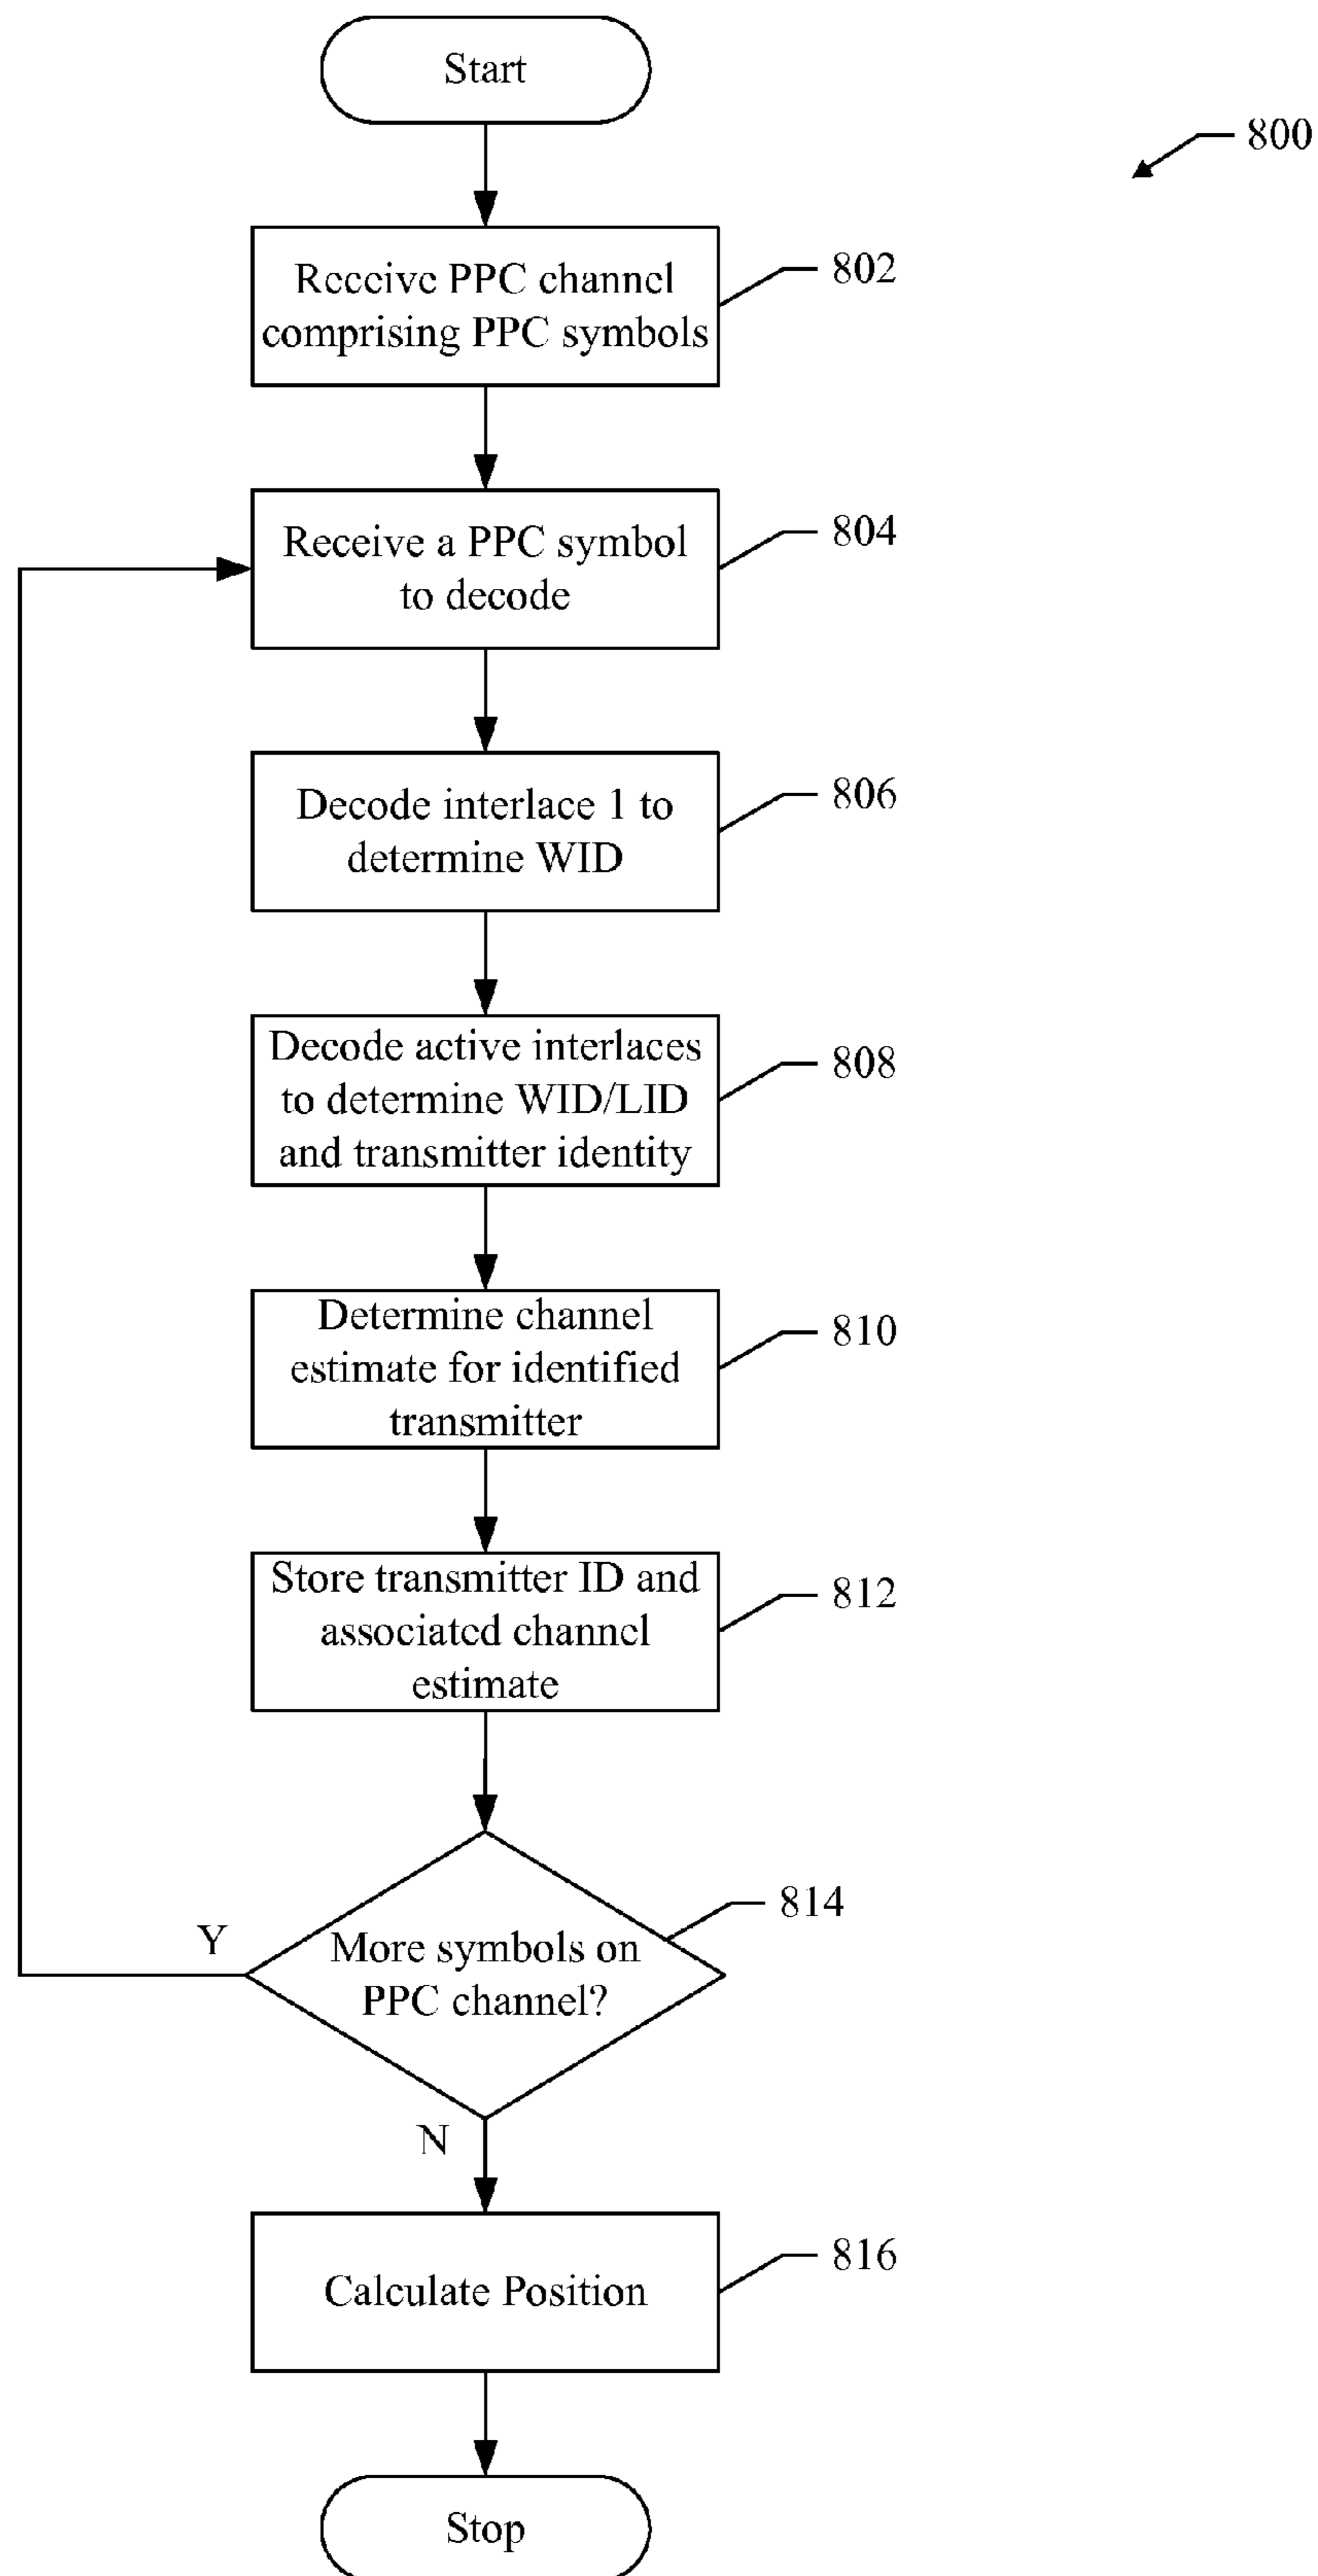 Start
800
Receive PPC channel
comprising PPC symbols
802
Receive a PPC symbol
to decode
804
Decode interlace 1 to
determine WID
806
Decode active interlaces
to determine WID/LID
and transmitter identity
808
Determine channel
estimate for identified
transmitter
810
Store transmitter ID and
associated channel
estimate
812
More symbols on
PPC channel?
814
Y
N
Calculate Position
816
Stop